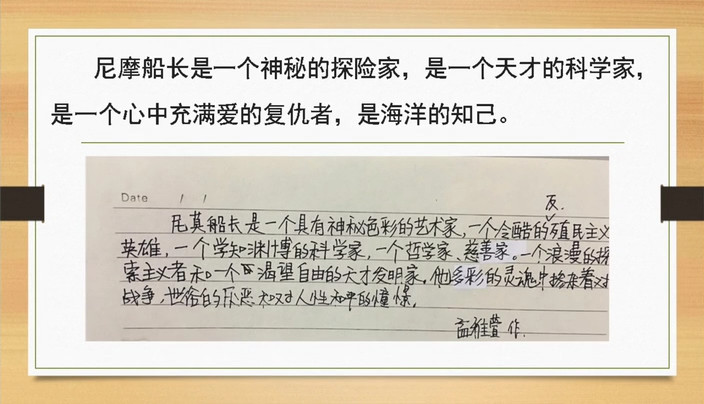 尼摩船长是一个神秘的探险家，是一个天才的科学家，
是一个心中充满爱的复仇者，是海洋的知己。
Date / /
反.
尼莫船长是一个具有神秘色彩的艺术家，一个冷酷的殖民主义
英雄，一个学知渊博的科学家，一个哲学家、慈善家。一个浪漫的探
索主义者和一个渴望自由的天才发明家，他多彩的灵魂中掺杂着对
战争，世俗的厌恶和对人性和平的憧憬.
孟雅萱 作.